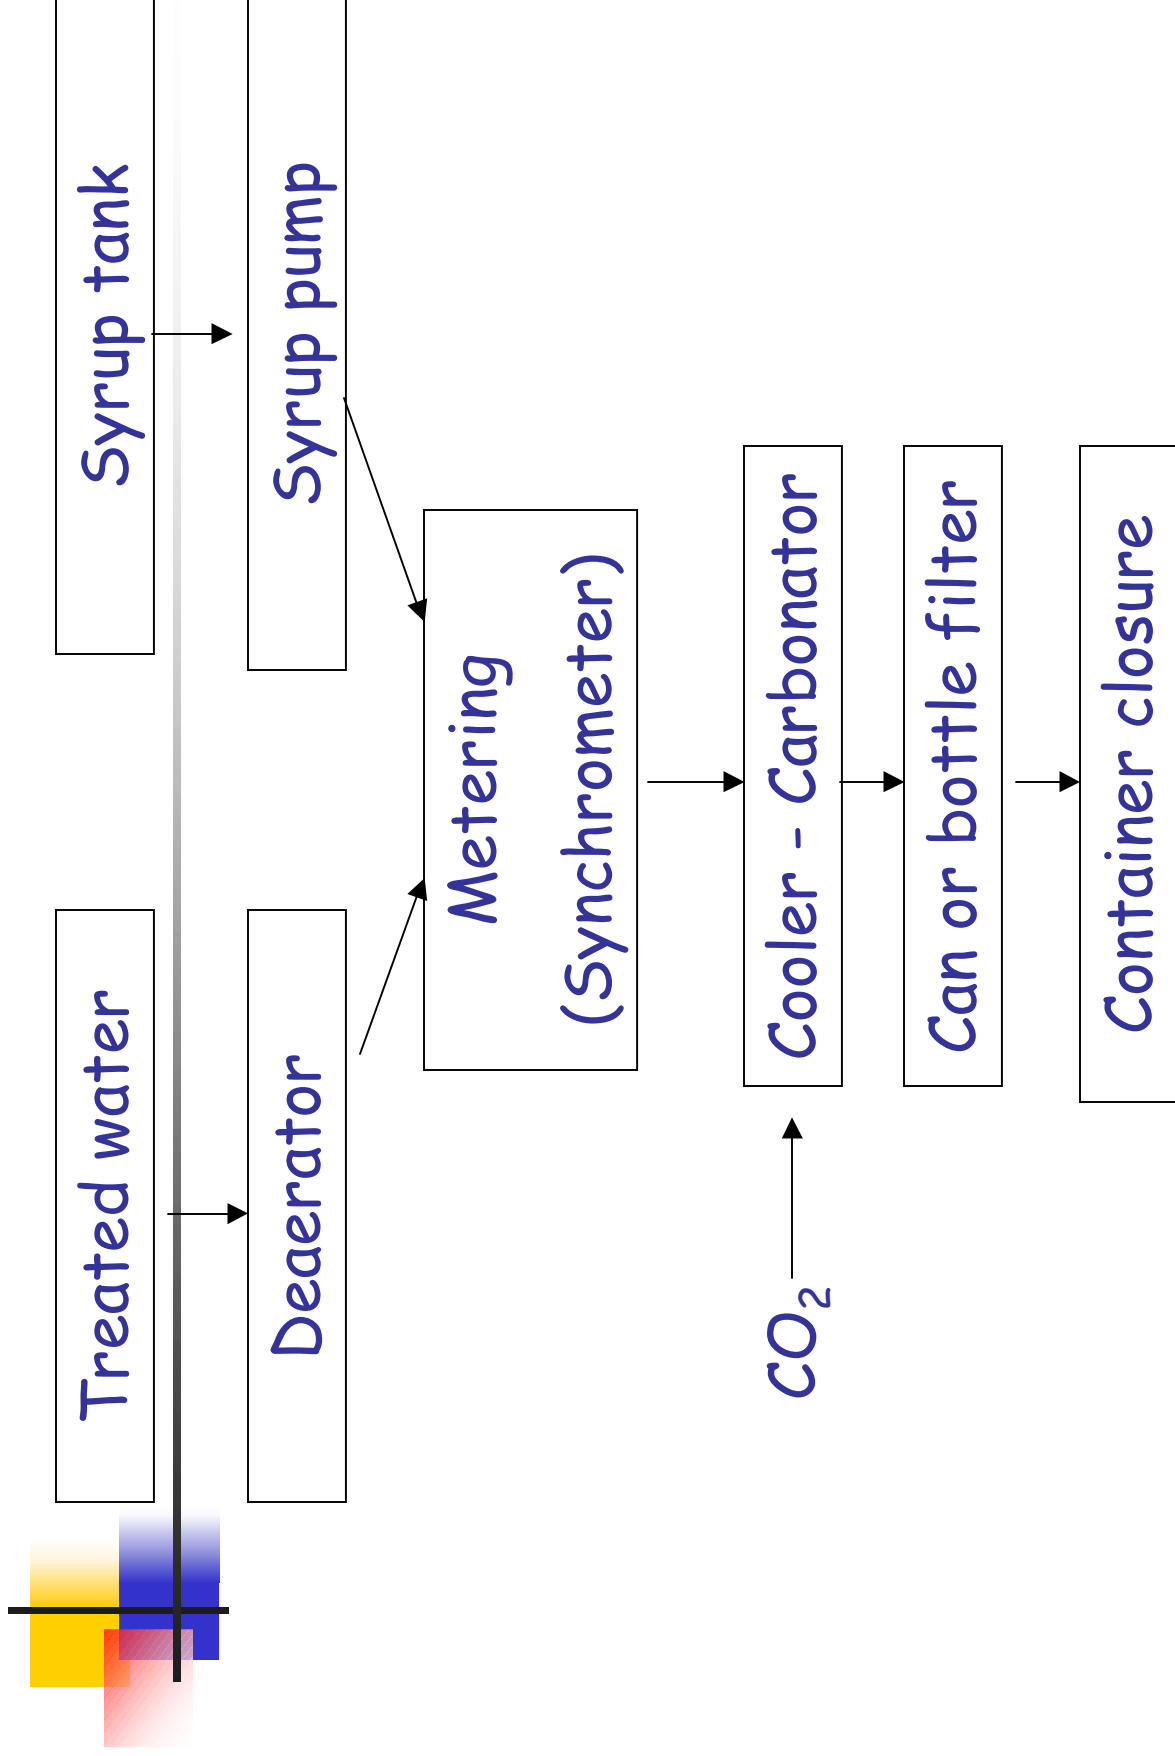 Treated water
Syrup tank
Deaerator
Syrup pump
Metering
(Synchrometer)
CO₂
Cooler - Carbonator
Can or bottle filter
Container closure